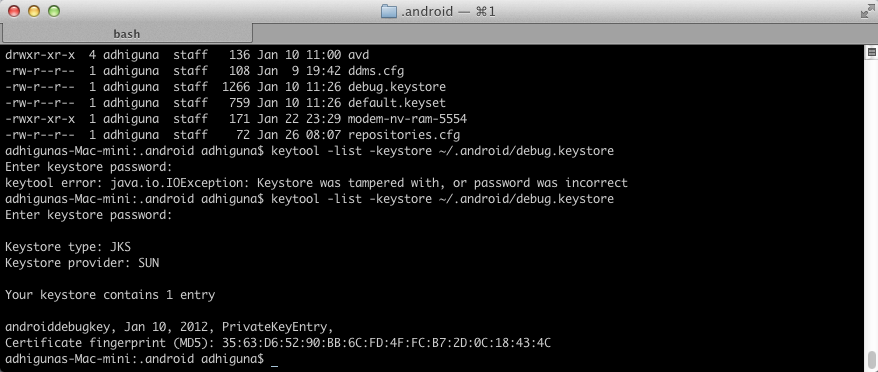 .android — ⌘1
bash
drwxr-xr-x  4 adhiguna  staff   136 Jan 10 11:00 avd
-rw-r--r--  1 adhiguna  staff   108 Jan  9 19:42 ddms.cfg
-rw-r--r--  1 adhiguna  staff  1266 Jan 10 11:26 debug.keystore
-rw-r--r--  1 adhiguna  staff   759 Jan 10 11:26 default.keyset
-rwxr-xr-x  1 adhiguna  staff   171 Jan 22 23:29 modem-nv-ram-5554
-rw-r--r--  1 adhiguna  staff    72 Jan 26 08:07 repositories.cfg
adhigunas-Mac-mini:.android adhiguna$ keytool -list -keystore ~/.android/debug.keystore
Enter keystore password:
keytool error: java.io.IOException: Keystore was tampered with, or password was incorrect
adhigunas-Mac-mini:.android adhiguna$ keytool -list -keystore ~/.android/debug.keystore
Enter keystore password:
Keystore type: JKS
Keystore provider: SUN
Your keystore contains 1 entry
androiddebugkey, Jan 10, 2012, PrivateKeyEntry,
Certificate fingerprint (MD5): 35:63:D6:52:90:BB:6C:FD:4F:FC:B7:2D:0C:18:43:4C
adhigunas-Mac-mini:.android adhiguna$ _